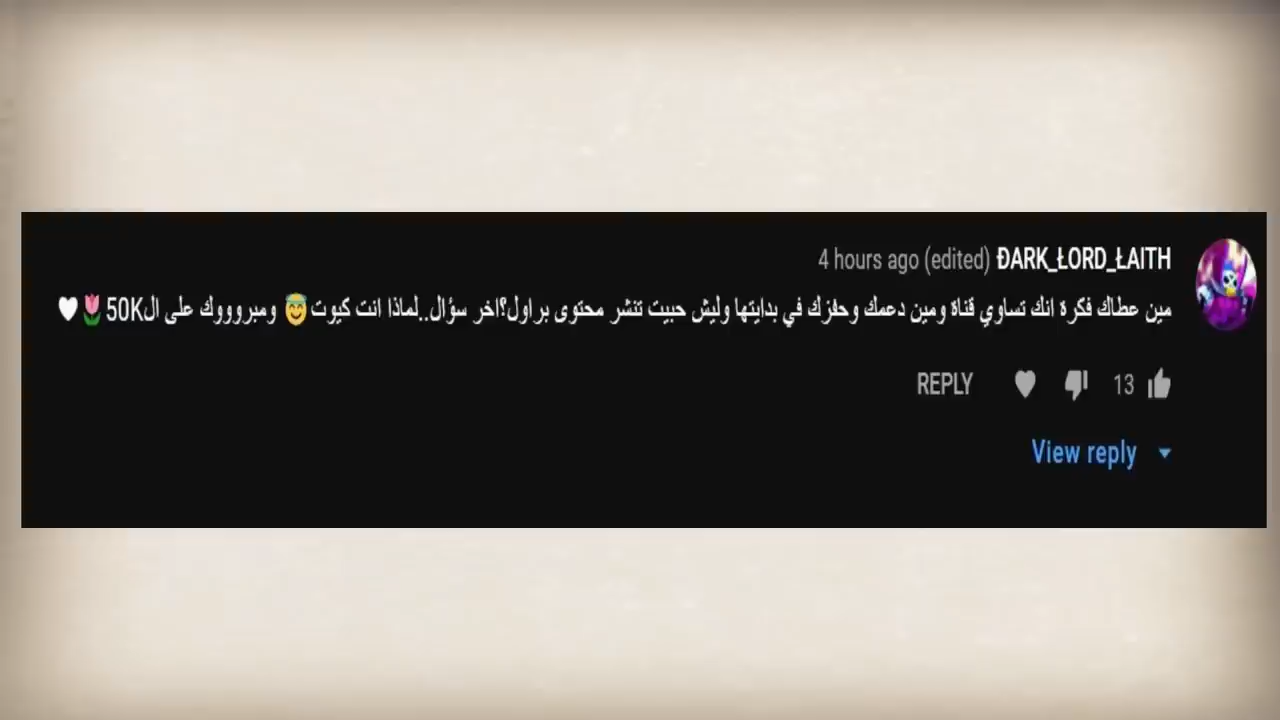 ĐARK_ŁORD_ŁAITH 4 hours ago (edited)
مين عطاك فكرة انك تساوي قناة ومين دعمك وحفزك في بدايتها وليش حبيت تنشر محتوى براول؟اخر سؤال..لماذا انت كيوت😇 ومبروووك على ال50K🌷🤍
13 REPLY
View reply